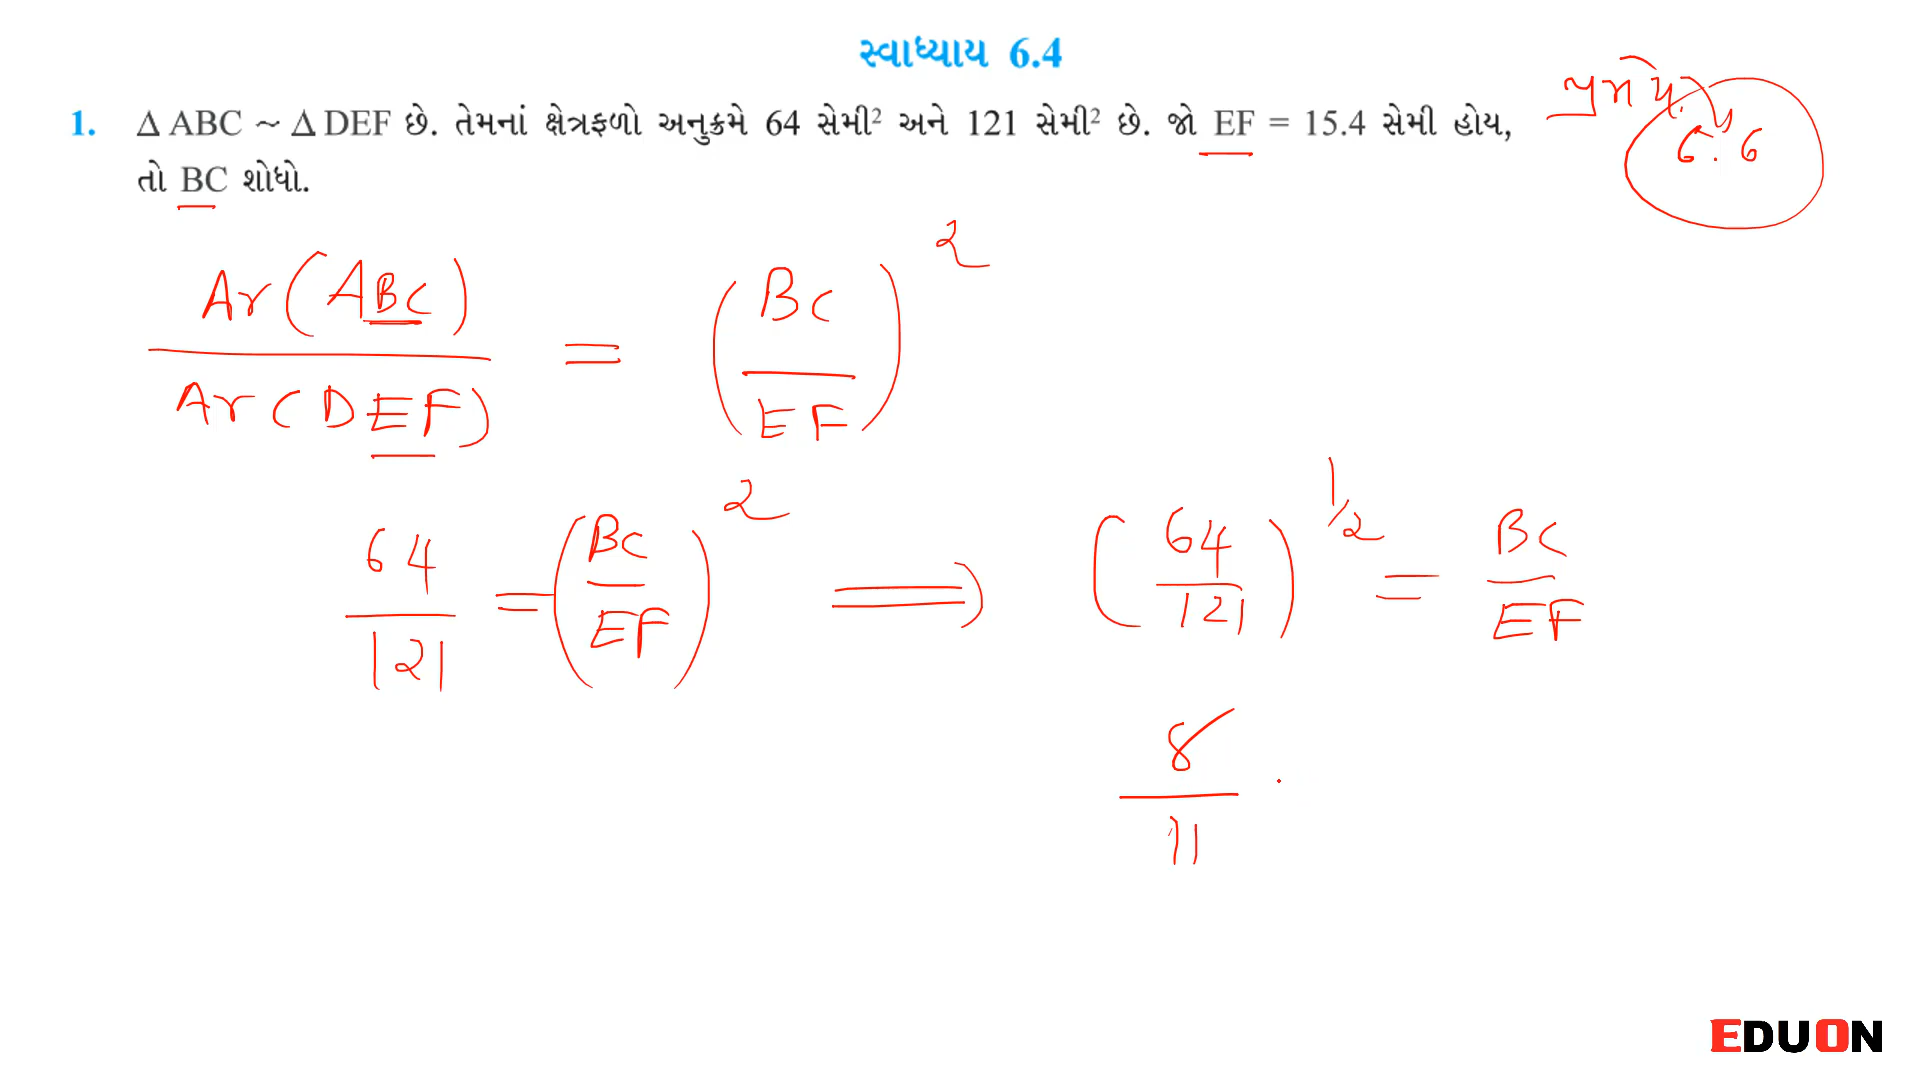 સ્વાધ્યાય 6.4
1. Δ ABC ~ Δ DEF છે. તેમનાં ક્ષેત્રફળો અનુક્રમે 64 સેમી² અને 121 સેમી² છે. જો EF = 15.4 સેમી હોય,
તો BC શોધો.
પ્રમેય
6.6
Ar(ABC) / Ar(DEF) = (BC / EF)²
64 / 121 = (BC / EF)² ⟹ (64 / 121)^1/2 = BC / EF
8 / 11
EDUON